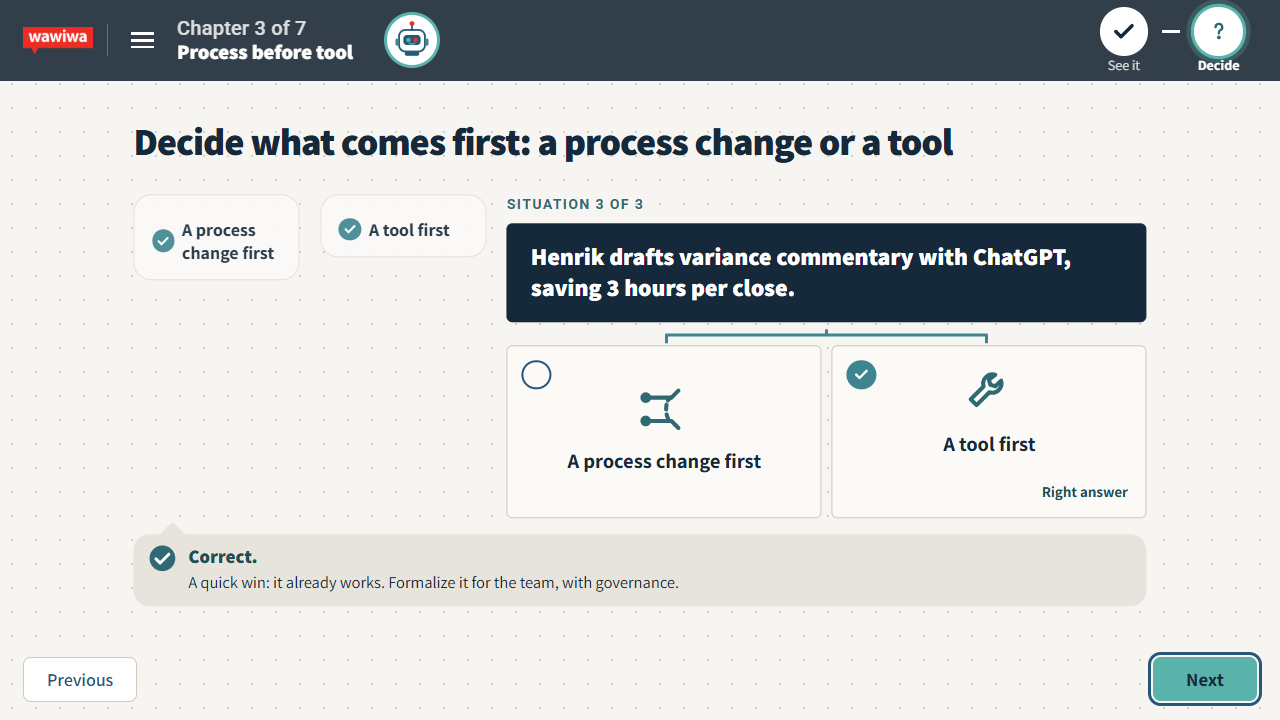 wawiwa
Chapter 3 of 7
Process before tool
See it
?
Decide
Decide what comes first: a process change or a tool
A process
change first
A tool first
SITUATION 3 OF 3
Henrik drafts variance commentary with ChatGPT,
saving 3 hours per close.
A process change first
A tool first
Right answer
Correct.
A quick win: it already works. Formalize it for the team, with governance.
Previous
Next